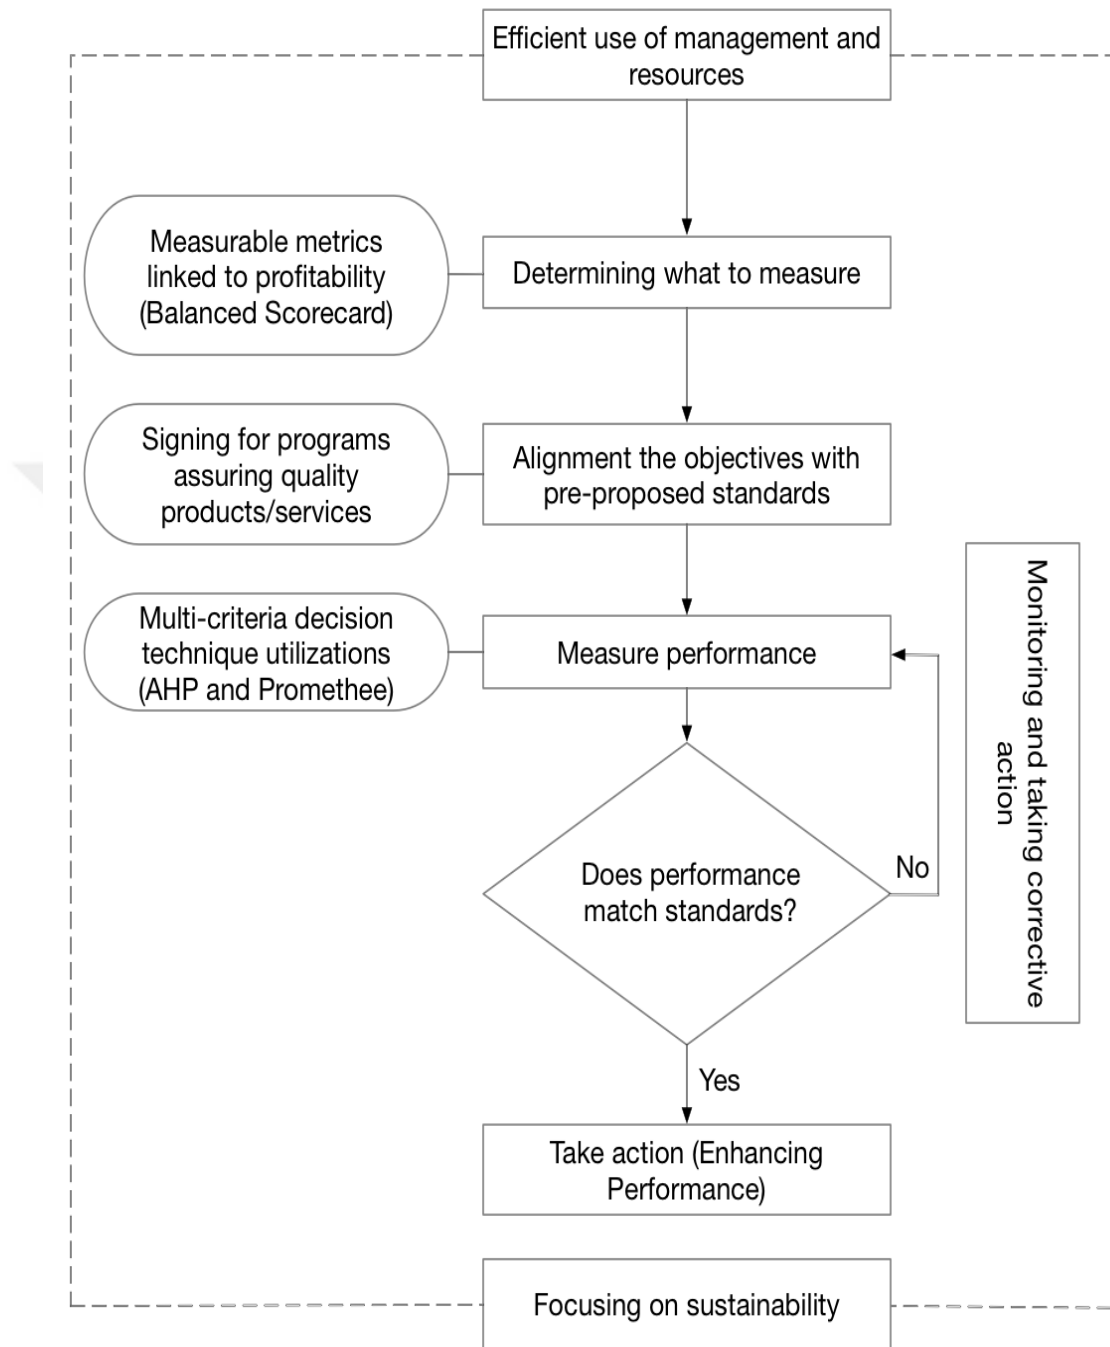 Efficient use of management and
resources
Measurable metrics
linked to profitability
(Balanced Scorecard)
Determining what to measure
Signing for programs
assuring quality
products/services
Alignment the objectives with
pre-proposed standards
Multi-criteria decision
technique utilizations
(AHP and Promethee)
Measure performance
Monitoring and taking corrective
action
Does performance
match standards?
No
Yes
Take action (Enhancing
Performance)
Focusing on sustainability